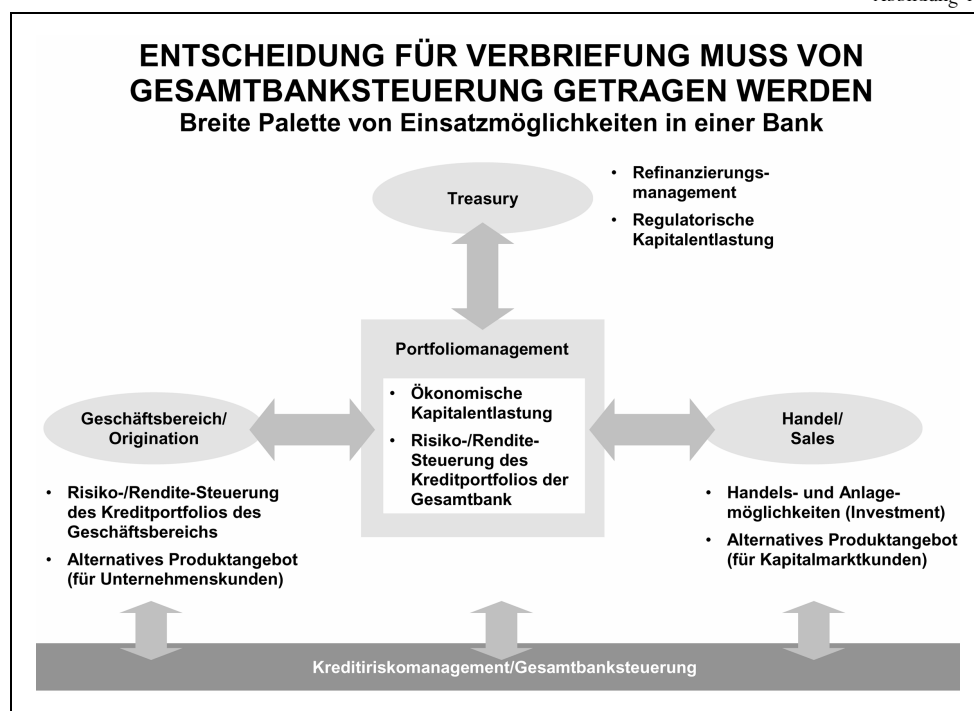 ENTSCHEIDUNG FÜR VERBRIEFUNG MUSS VON
GESAMTBANKSTEUERUNG GETRAGEN WERDEN
Breite Palette von Einsatzmöglichkeiten in einer Bank
Treasury
• Refinanzierungs-
management
• Regulatorische
Kapitalentlastung
Portfoliomanagement
• Ökonomische
Kapitalentlastung
• Risiko-/Rendite-
Steuerung des
Kreditportfolios der
Gesamtbank
Geschäftsbereich/
Origination
• Risiko-/Rendite-Steuerung
des Kreditportfolios des
Geschäftsbereichs
• Alternatives Produktangebot
(für Unternehmenskunden)
Handel/
Sales
• Handels- und Anlage-
möglichkeiten (Investment)
• Alternatives Produktangebot
(für Kapitalmarktkunden)
Kreditiriskomanagement/Gesamtbanksteuerung